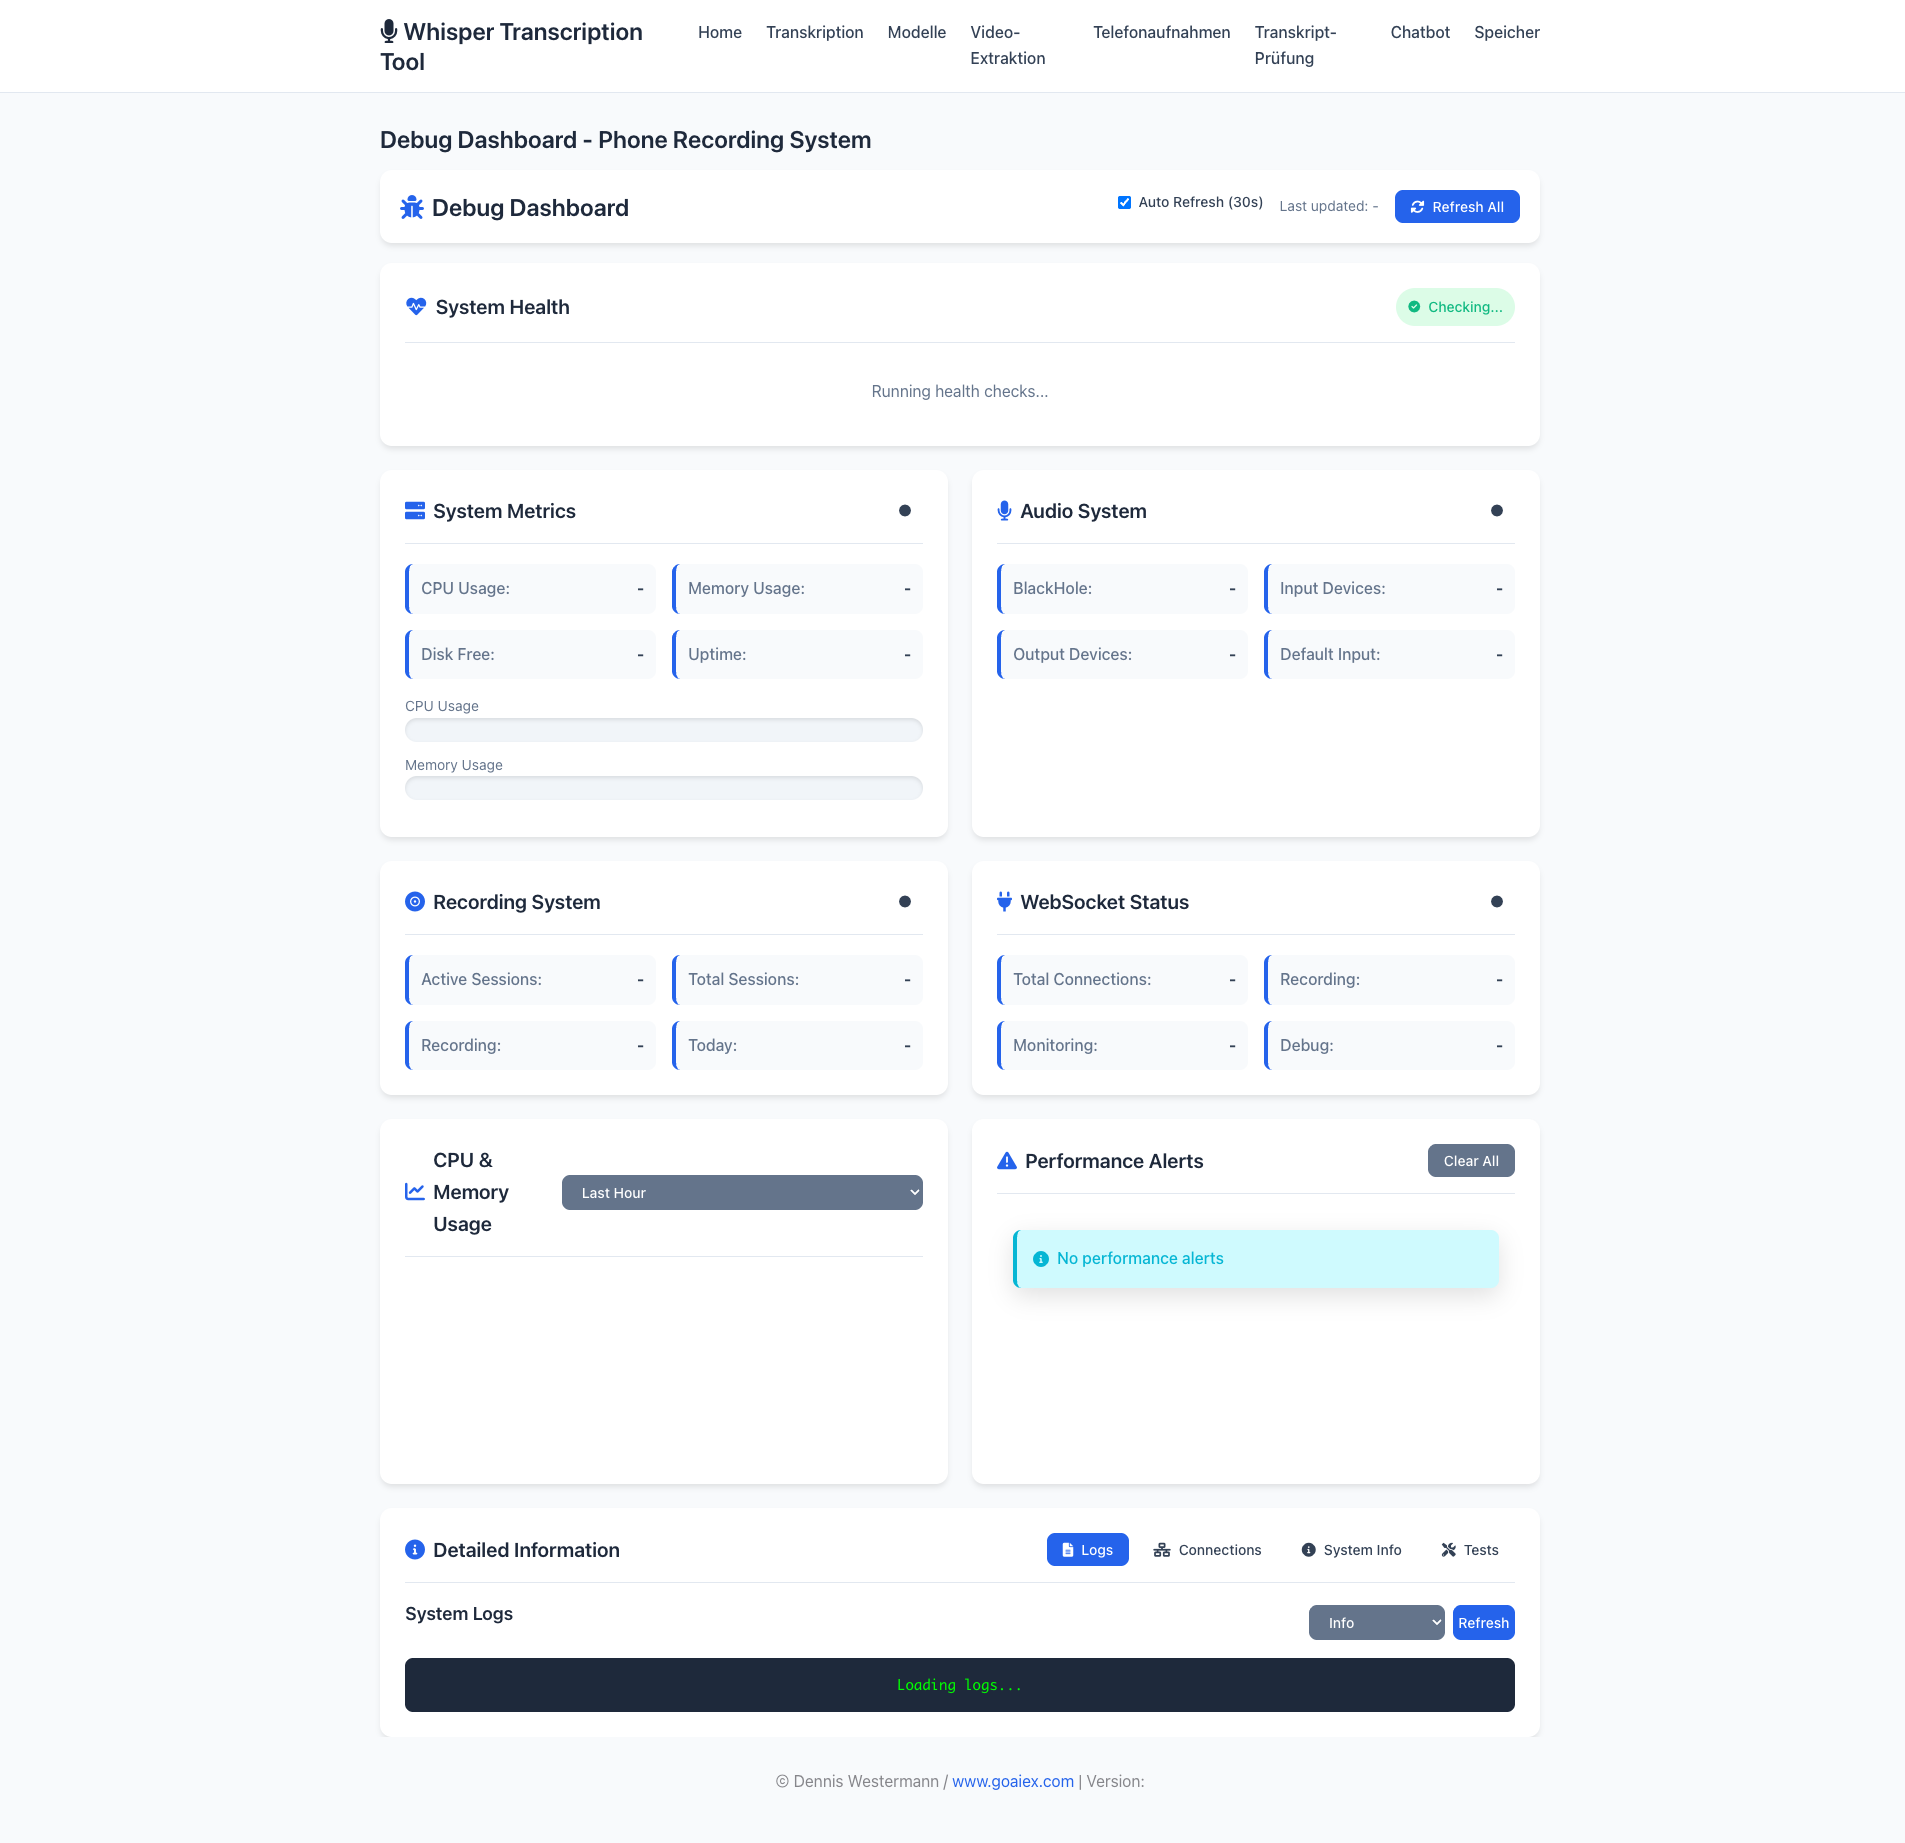 Whisper Transcription
Tool
Home
Transkription
Modelle
Video-
Extraktion
Telefonaufnahmen
Transkript-
Prüfung
Chatbot
Speicher
Debug Dashboard - Phone Recording System
Debug Dashboard
Auto Refresh (30s)
Last updated: -
Refresh All
System Health
Checking...
Running health checks...
System Metrics
CPU Usage: -
Memory Usage: -
Disk Free: -
Uptime: -
CPU Usage
Memory Usage
Audio System
BlackHole: -
Input Devices: -
Output Devices: -
Default Input: -
Recording System
Active Sessions: -
Total Sessions: -
Recording: -
Today: -
WebSocket Status
Total Connections: -
Recording: -
Monitoring: -
Debug: -
CPU &
Memory
Usage
Last Hour
Performance Alerts
Clear All
No performance alerts
Detailed Information
Logs
Connections
System Info
Tests
System Logs
Info
Refresh
Loading logs...
© Dennis Westermann / www.goaiex.com | Version: